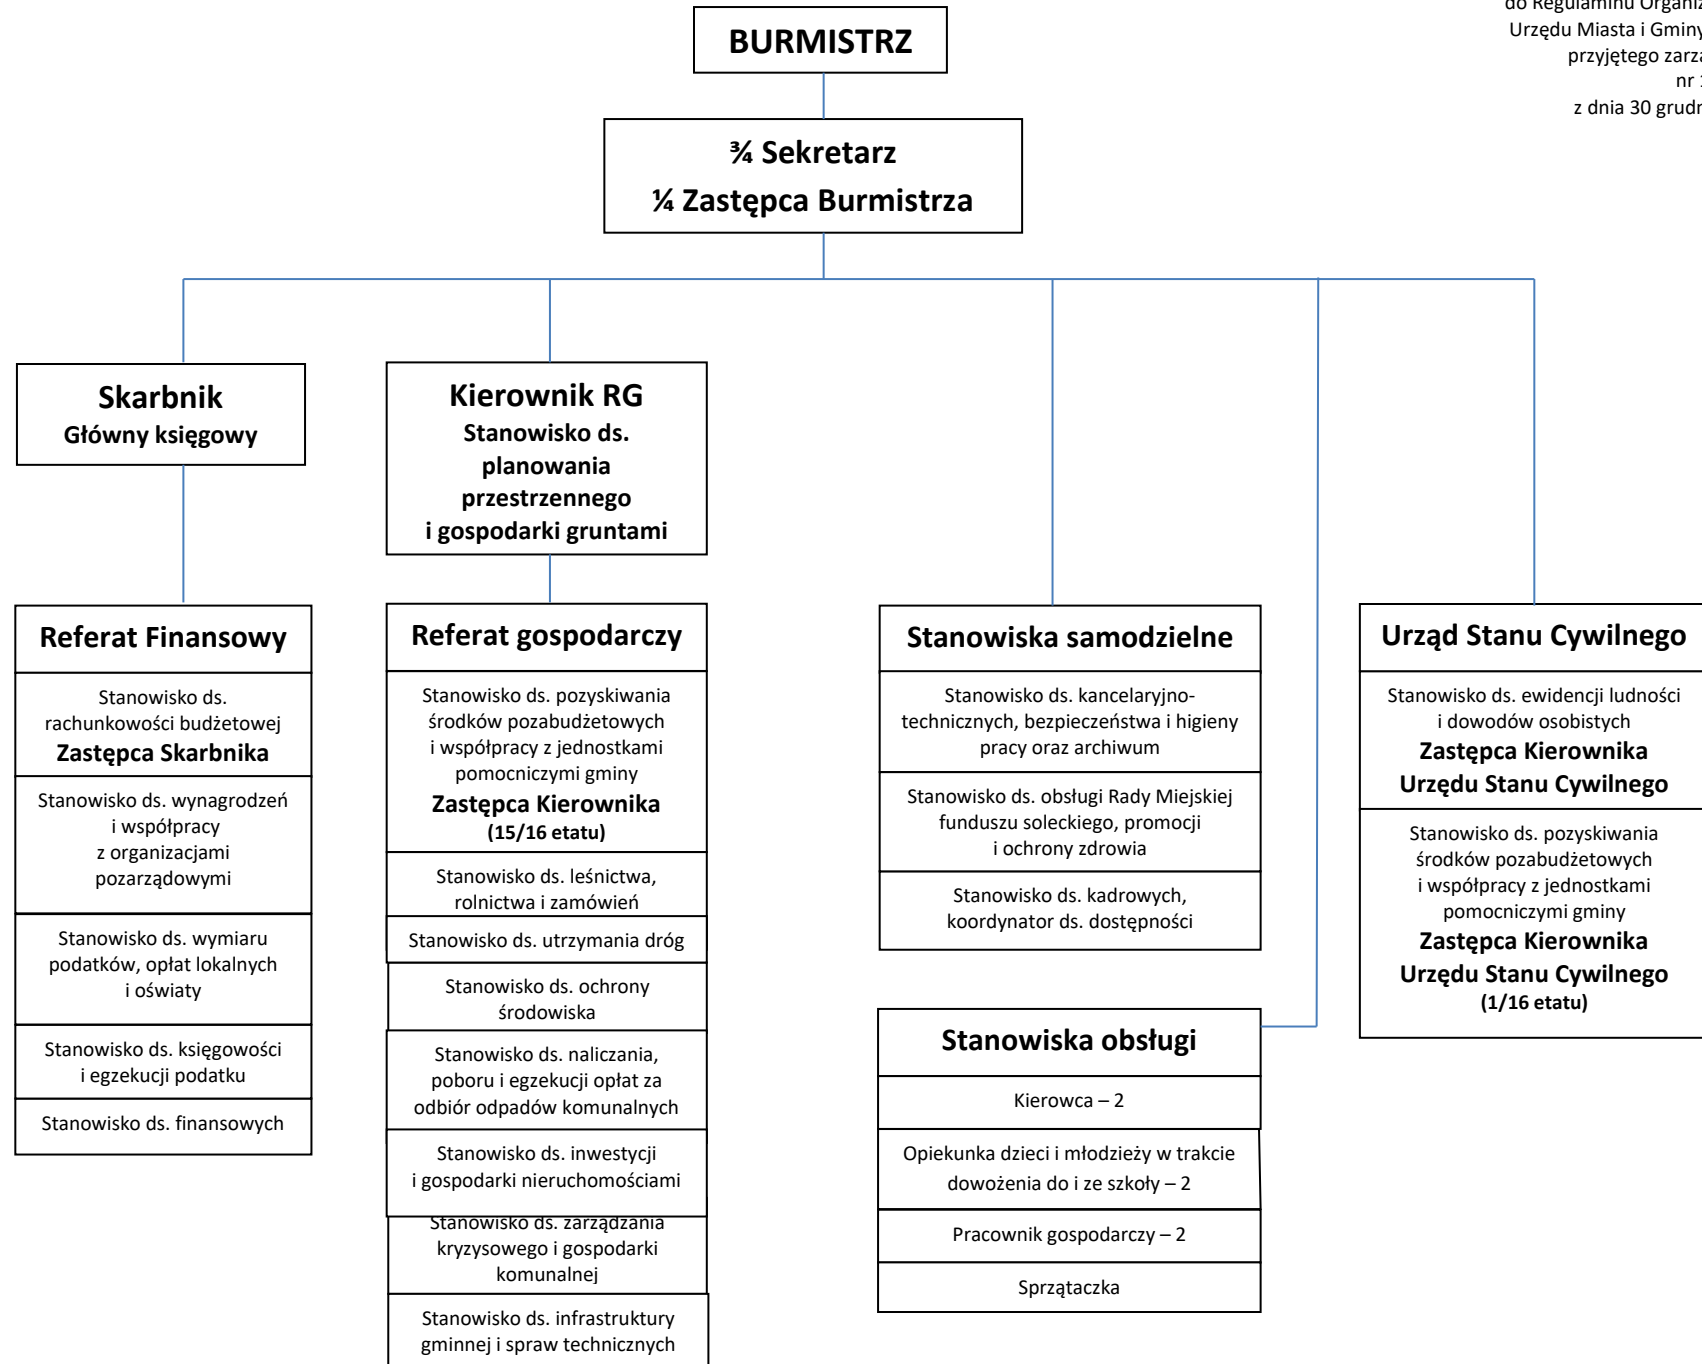 do Regulaminu
Urzędu Miasta i Gminy
przyjętego
nr
z dnia 30
BURMISTRZ
¾ Sekretarz
¼ Zastępca Burmistrza
Skarbnik
Główny księgowy
Kierownik RG
Stanowisko ds.
planowania
przestrzennego
i gospodarki gruntami
Referat Finansowy
Stanowisko ds.
rachunkowości budżetowej
Zastępca Skarbnika
Stanowisko ds. wynagrodzeń
i współpracy
z organizacjami
pozarządowymi
Stanowisko ds. wymiaru
podatków, opłat lokalnych
i oświaty
Stanowisko ds. księgowości
i egzekucji podatku
Stanowisko ds. finansowych
Referat gospodarczy
Stanowisko ds. pozyskiwania
środków pozabudżetowych
i współpracy z jednostkami
pomocniczymi gminy
Zastępca Kierownika
(15/16 etatu)
Stanowisko ds. leśnictwa,
rolnictwa i zamówień
Stanowisko ds. utrzymania dróg
Stanowisko ds. ochrony
środowiska
Stanowisko ds. naliczania,
poboru i egzekucji opłat za
odbiór odpadów komunalnych
Stanowisko ds. inwestycji
i gospodarki nieruchomościami
Stanowisko ds. zarządzania
kryzysowego i gospodarki
komunalnej
Stanowisko ds. infrastruktury
gminnej i spraw technicznych
Stanowiska samodzielne
Stanowisko ds. kancelaryjno-
technicznych, bezpieczeństwa i higieny
pracy oraz archiwum
Stanowisko ds. obsługi Rady Miejskiej
funduszu soleckiego, promocji
i ochrony zdrowia
Stanowisko ds. kadrowych,
koordynator ds. dostępności
Stanowiska obsługi
Kierowca – 2
Opiekunka dzieci i młodzieży w trakcie
dowożenia do i ze szkoły – 2
Pracownik gospodarczy – 2
Sprzątaczka
Urząd Stanu Cywilnego
Stanowisko ds. ewidencji ludności
i dowodów osobistych
Zastępca Kierownika
Urzędu Stanu Cywilnego
Stanowisko ds. pozyskiwania
środków pozabudżetowych
i współpracy z jednostkami
pomocniczymi gminy
Zastępca Kierownika
Urzędu Stanu Cywilnego
(1/16 etatu)